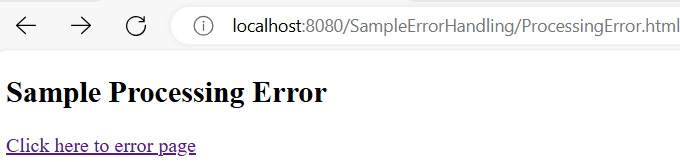 localhost:8080/SampleErrorHandling/ProcessingError.html
Sample Processing Error
Click here to error page